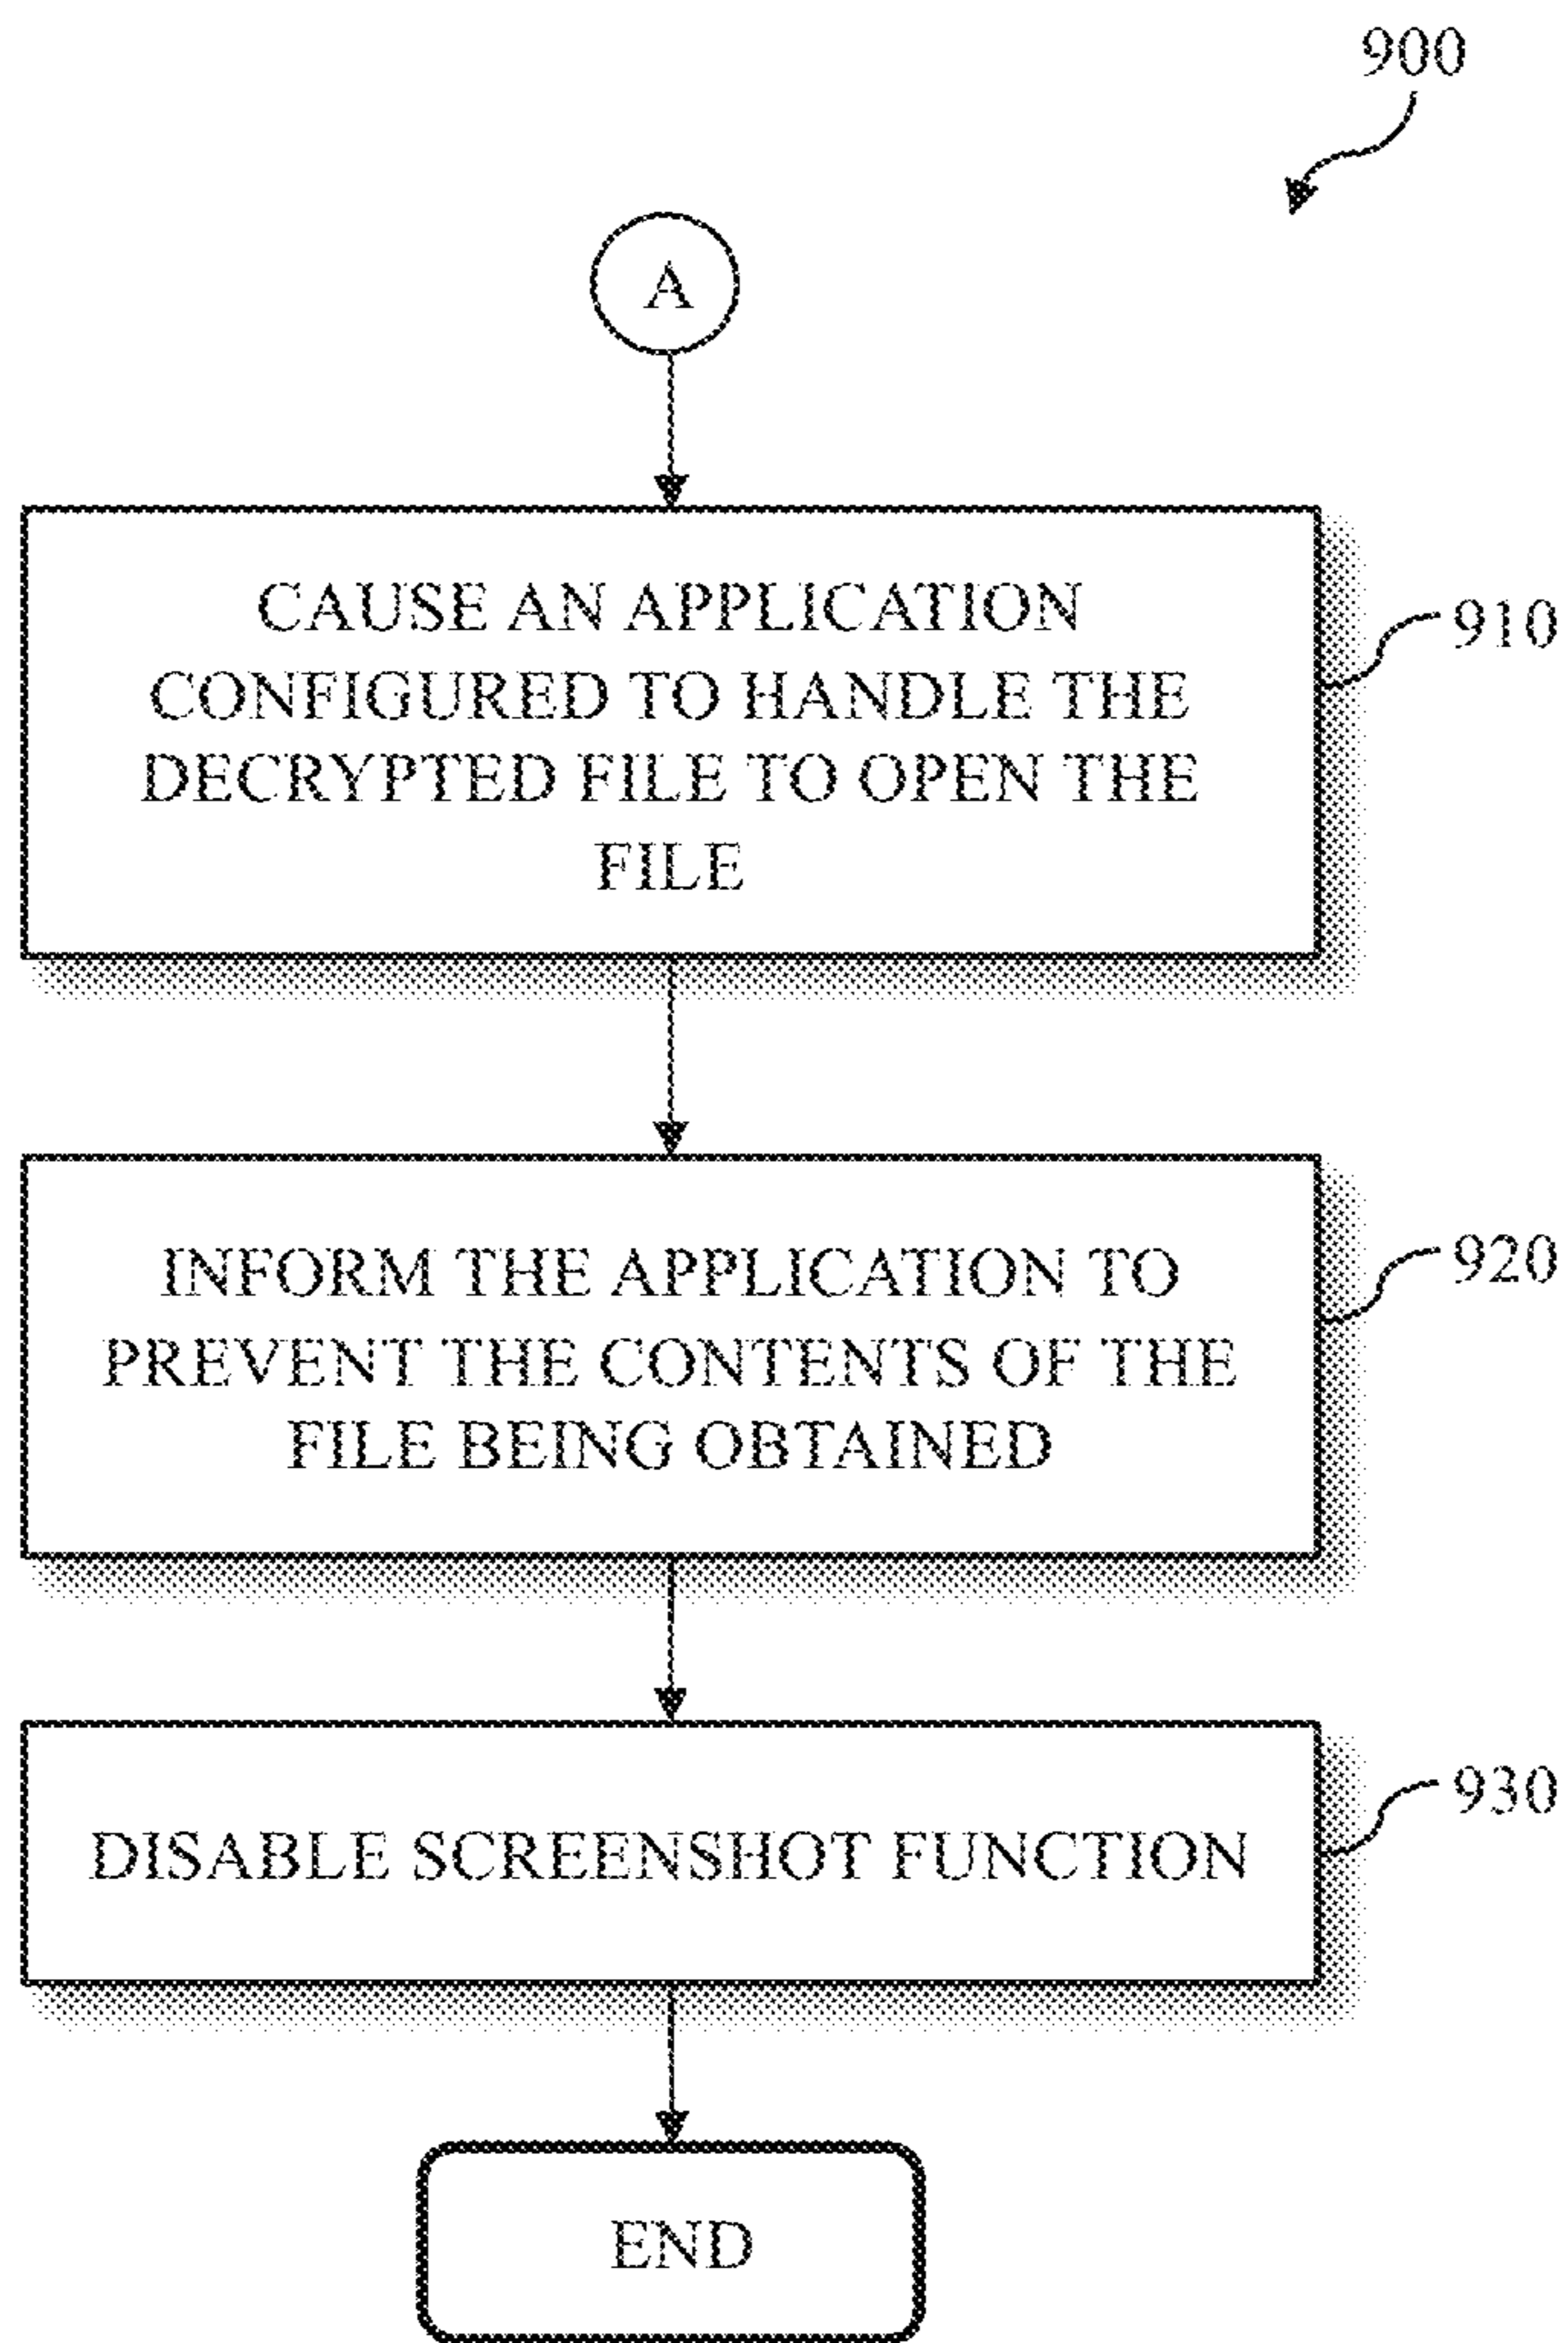 900
A
CAUSE AN APPLICATION
CONFIGURED TO HANDLE THE
DECRYPTED FILE TO OPEN THE
FILE
910
INFORM THE APPLICATION TO
PREVENT THE CONTENTS OF THE
FILE BEING OBTAINED
920
DISABLE SCREENSHOT FUNCTION
930
END